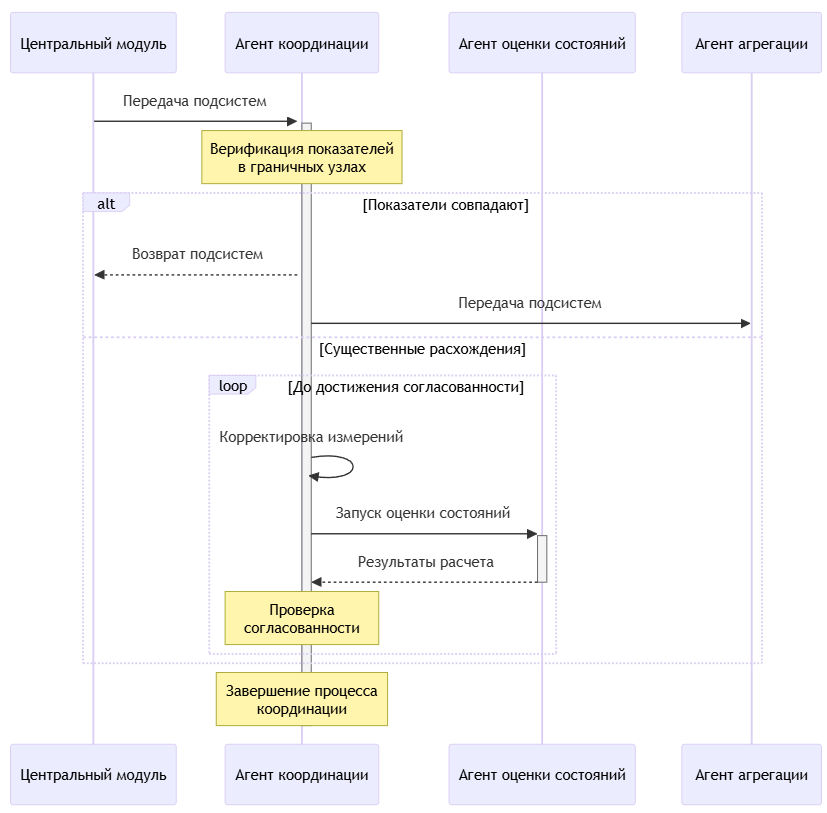 Центральный модуль
Агент координации
Агент оценки состояний
Агент агрегации
Передача подсистем
Верификация показателей
в граничных узлах
alt
[Показатели совпадают]
Возврат подсистем
Передача подсистем
[Существенные расхождения]
loop
[До достижения согласованности]
Корректировка измерений
Запуск оценки состояний
Результаты расчета
Проверка
согласованности
Завершение процесса
координации
Центральный модуль
Агент координации
Агент оценки состояний
Агент агрегации